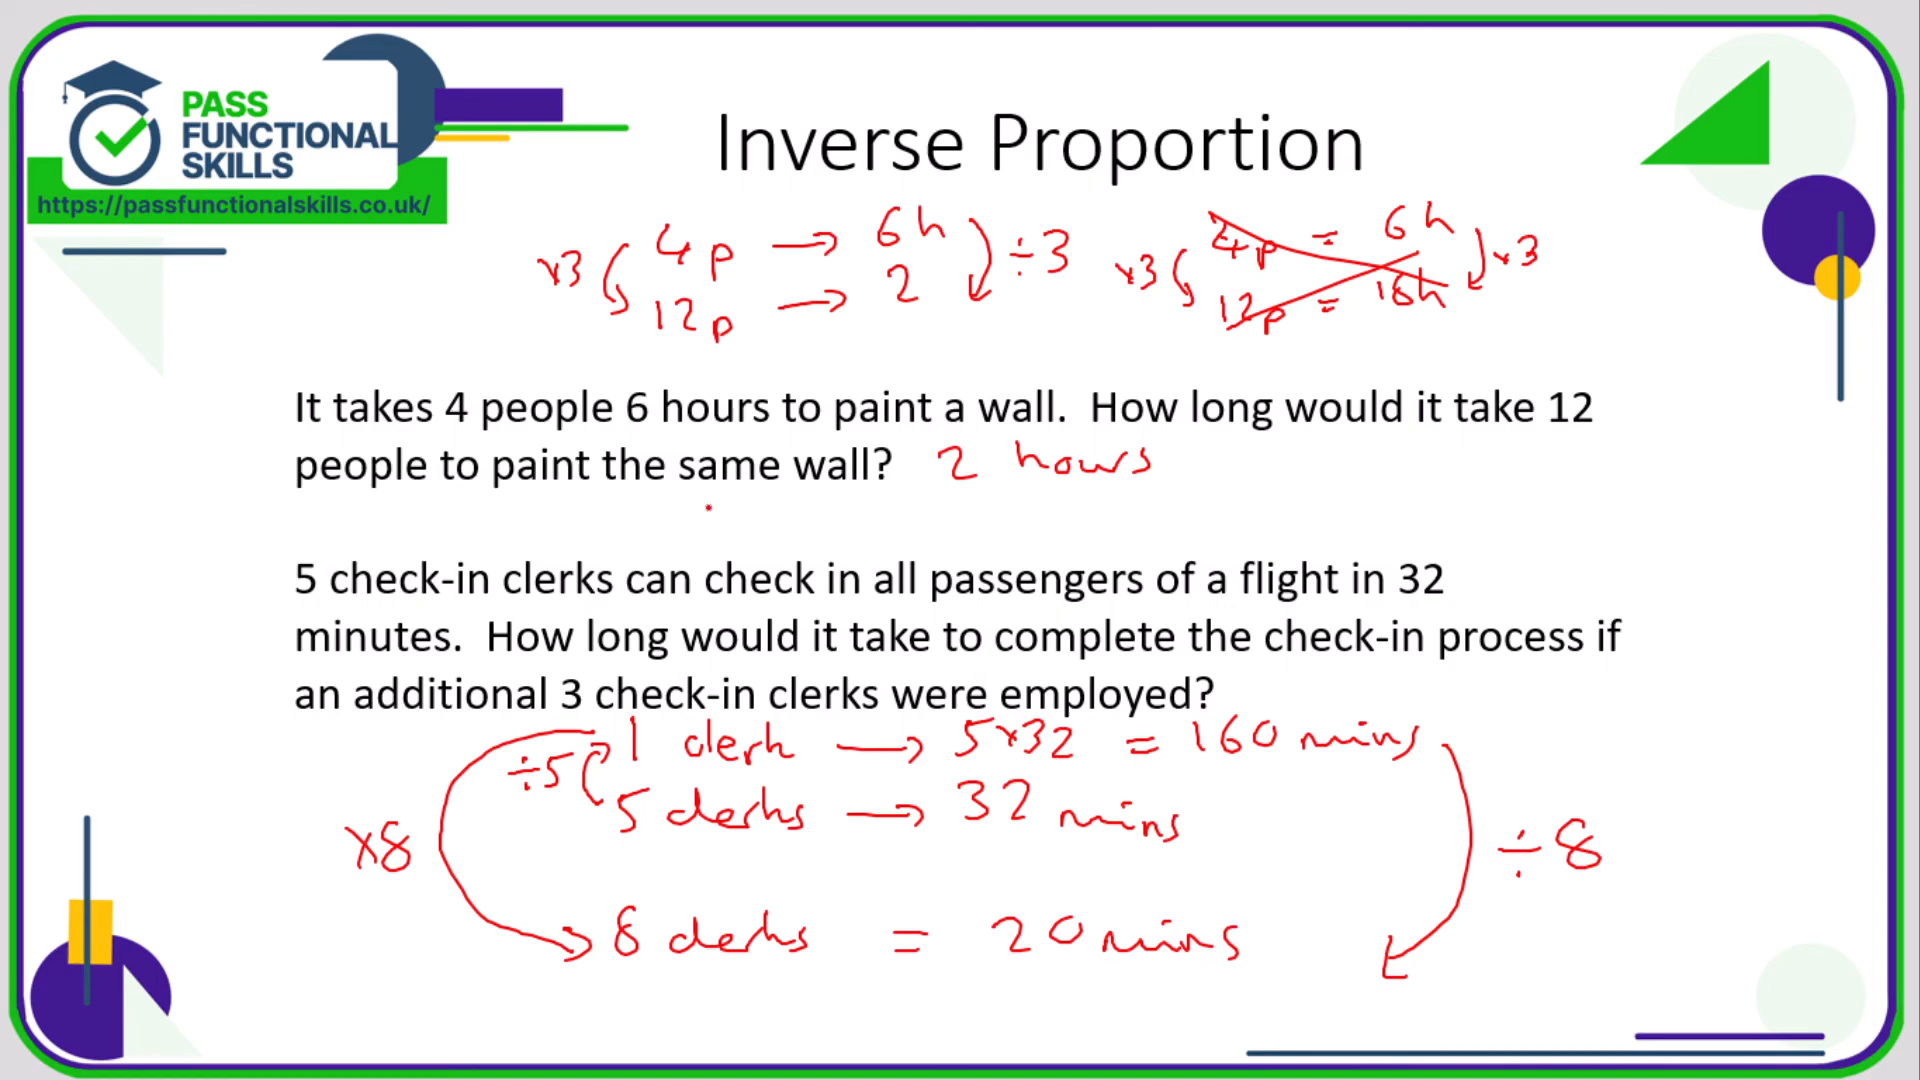 PASS
FUNCTIONAL
SKILLS
https://passfunctionalskills.co.uk/
Inverse Proportion
×3 4p → 6h ÷3
12p → 2
×3 24p = 6h ×3
12p = 18h
It takes 4 people 6 hours to paint a wall. How long would it take 12
people to paint the same wall? 2 hours
5 check-in clerks can check in all passengers of a flight in 32
minutes. How long would it take to complete the check-in process if
an additional 3 check-in clerks were employed?
÷5 1 clerk → 5×32 = 160 mins
5 clerks → 32 mins
×8 ÷8
8 clerks = 20 mins